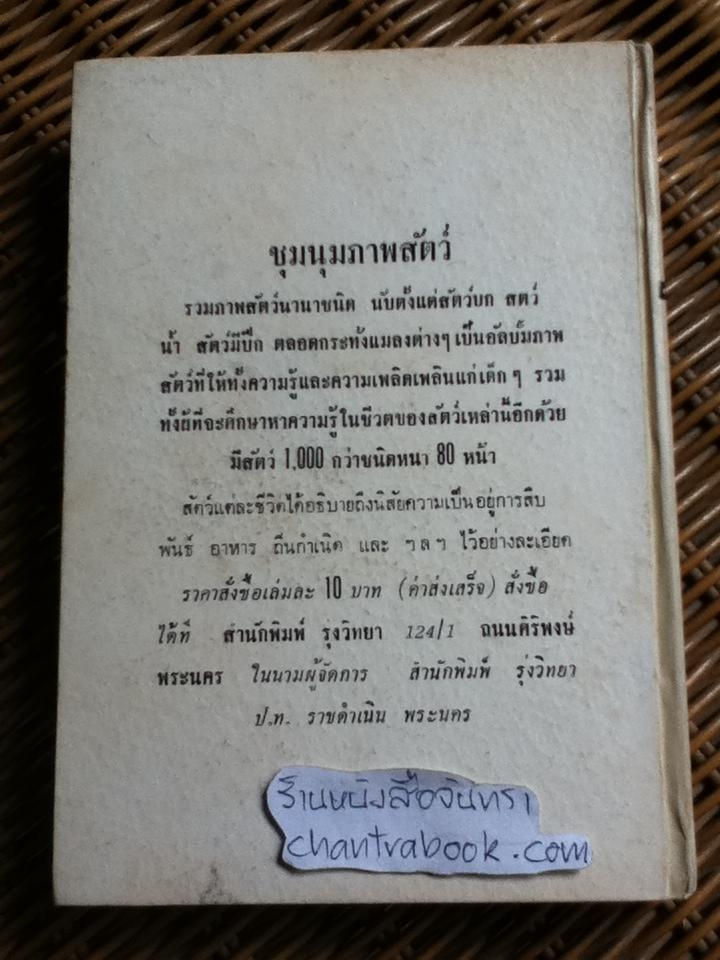 ชุมนุมภาพสัตว์
รวมภาพสัตว์นานาชนิด นับตั้งแต่สัตว์บก สตว์
น้ำ สัตว์มีปีก ตลอดกระทั่งแมลงต่างๆ เป็นอัลบั้มภาพ
สัตว์ที่ให้ทั้งความรู้และความเพลิดเพลินแก่เด็ก ๆ รวม
ทั้งผู้ที่จะศึกษาหาความรู้ในชีวตของสัตว์เหล่านี้อีกด้วย
มีสัตว์ 1,000 กว่าชนิดหนา 80 หน้า
สัตว์แต่ละชีวิตได้อธิบายถึงนิสัยความเป็นอยู่การสืบ
พันธ์ อาหาร ถิ่นกำเนิด และ ฯลฯ ไว้อย่างละเอียด
ราคาสั่งซื้อเล่มละ 10 บาท (ค่าส่งเสร็จ) สั่งซื้อ
ได้ที่ สำนักพิมพ์ รุ่งวิทยา 124/1 ถนนศิริพงษ์
พระนคร ในนามผู้จัดการ สำนักพิมพ์ รุ่งวิทยา
ป.ท. ราชดำเนิน พระนคร
ร้านหนังสือจันทรา
chantrabook.com